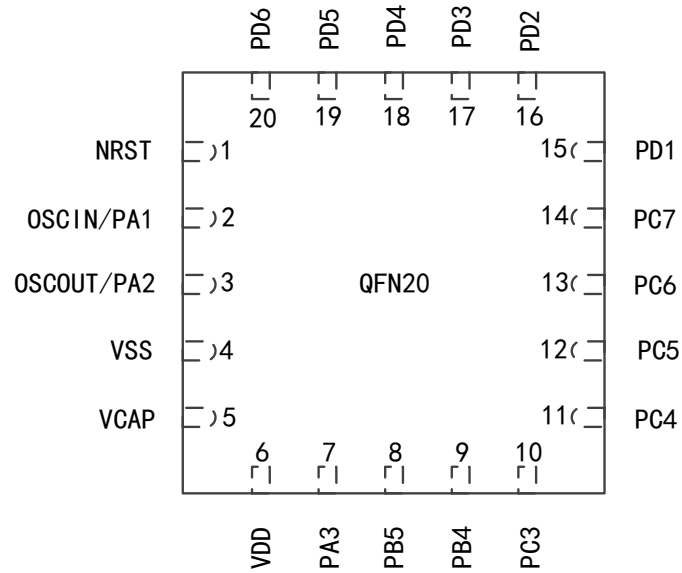 PD6 PD5 PD4 PD3 PD2
20 19 18 17 16
NRST 1 15 PD1
OSCIN/PA1 2 14 PC7
OSCOUT/PA2 3 QFN20 13 PC6
VSS 4 12 PC5
VCAP 5 11 PC4
6 7 8 9 10
VDD PA3 PB5 PB4 PC3